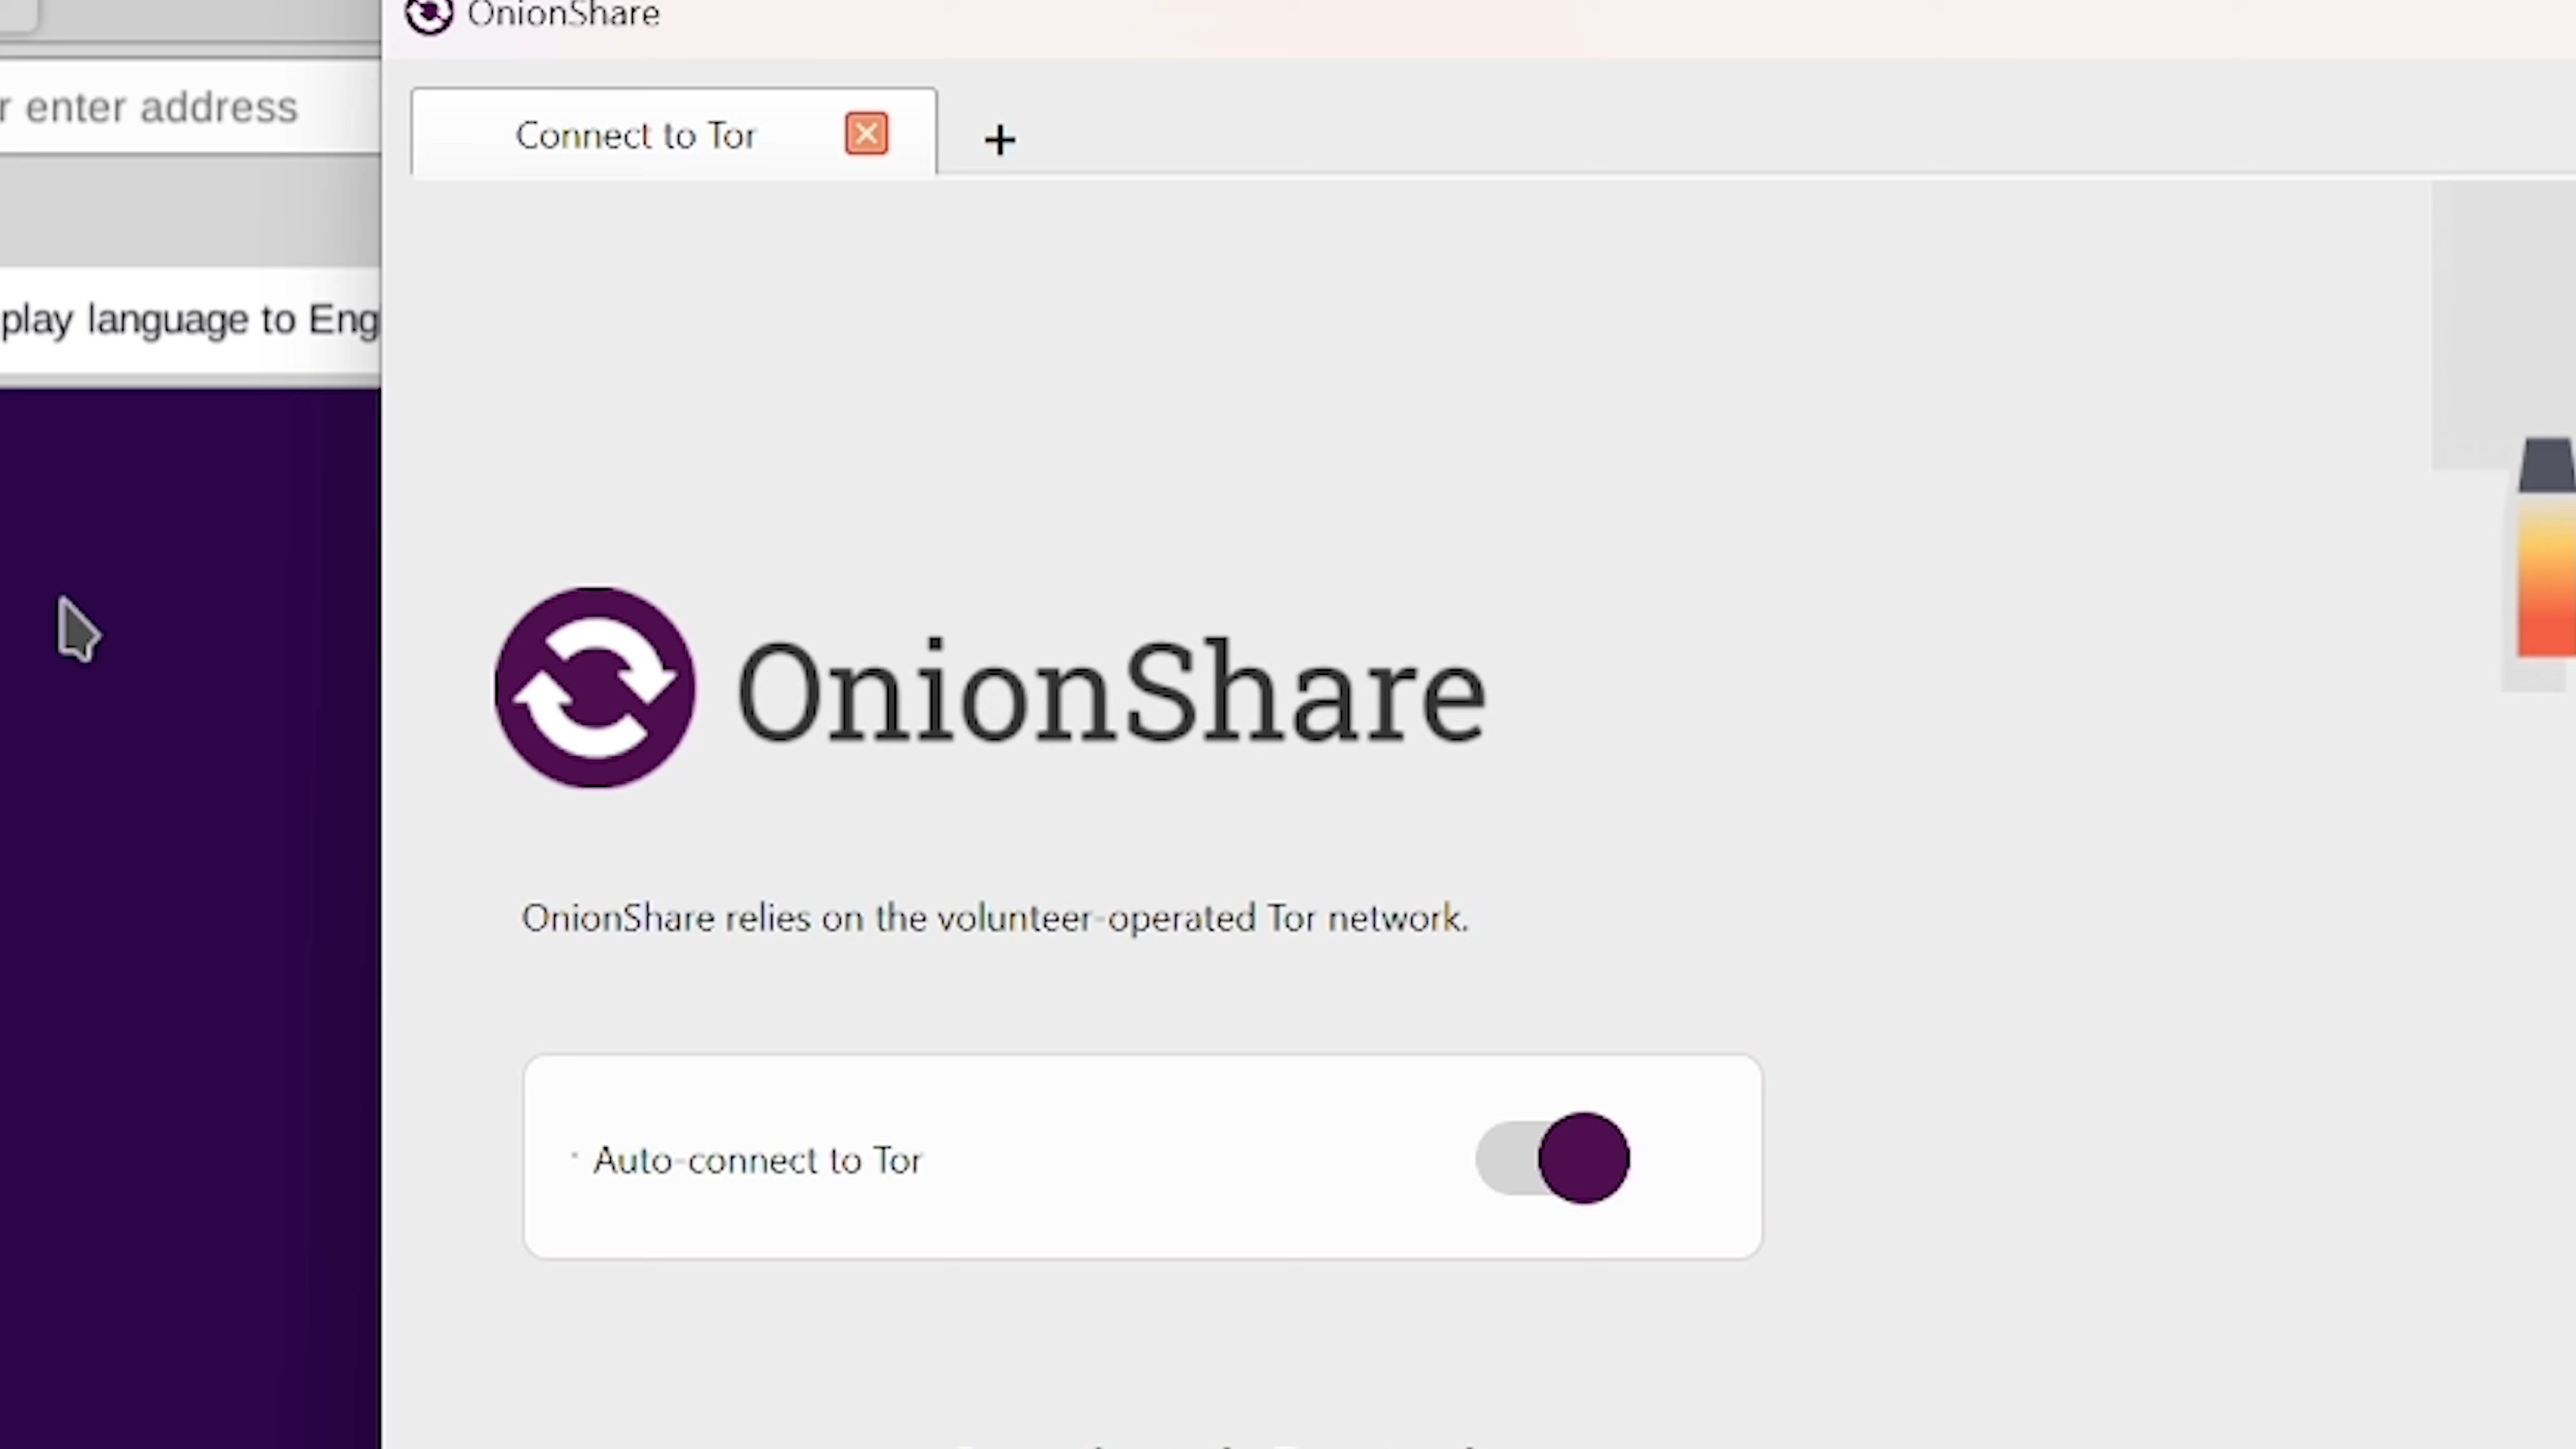 OnionShare
r enter address
Connect to Tor
+
play language to Eng
OnionShare
OnionShare relies on the volunteer-operated Tor network.
Auto-connect to Tor